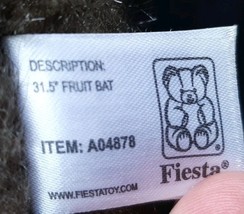 DESCRIPTION:
31.5" FRUIT BAT
ITEM: A04878
Fiesta®
WWW.FIESTATOY.COM